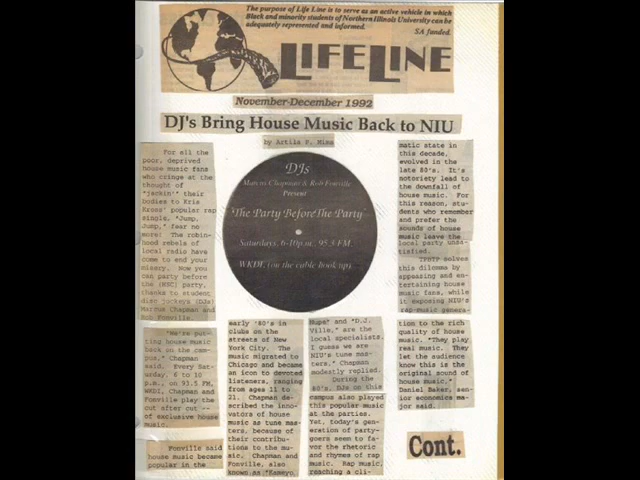 The purpose of Life Line is to serve as an active vehicle in which
Black and minority students of Northern Illinois University can be
adequately represented and informed.
SA funded.
LIFELINE
November-December 1992
DJ's Bring House Music Back to NIU
by Artila P. Mima
For all the
poor, deprived
house music fans
who cringe at the
thought of
"jackin'" their
bodies to Kris
Kross' popular rap
single, "Jump,
Jump," fear no
more! The robin-
hood rebels of
local radio have
come to end your
misery. Now you
can party before
the (MSC) party,
thanks to student
disc jockeys (DJs)
Marcus Chapman and
Rob Fonville.
"We're put-
ting house music
back on the cam-
pus," Chapman
said. Every Sat-
urday, 6 to 10
p.m., on 93.5 FM,
WKDI, Chapman and
Fonville play the
cut after cut --
of exclusive house
music.
Fonville said
house music became
popular in the
DJs
Marcus Chapman & Rob Fonville
Present
The Party Before The Party
Saturdays, 6-10p.m. 95.5 FM.
WKDI, (on the cable hook up)
early '80's in
clubs on the
streets of New
York City. The
music migrated to
Chicago and became
an icon to devoted
listeners, ranging
from ages 11 to
21. Chapman de-
scribed the inno-
vators of house
music as tune mas-
ters, because of
their contribu-
tions to the mu-
sic. Chapman and
Fonville, also
known as "Kameyo
Hupe" and "D.J.
Ville," are the
local specialists.
I guess we are
NIU's tune mas-
ters," Chapman
modestly replied.
During the
80's, DJs on this
campus also played
this popular music
at the parties.
Yet, today's gen-
eration of party-
goers seem to fa-
vor the rhetoric
and rhymes of rap
music. Rap music,
reaching a cli-
matic state in
this decade,
evolved in the
late 80's. It's
notoriety lead to
the downfall of
house music. For
this reason, stu-
dents who remember
and prefer the
sounds of house
music leave the
local party unsa-
tisfied.
TPBTP solves
this dilemma by
appeasing and en-
tertaining house
music fans, while
it exposing NIU's
rap-music genera-
tion to the rich
quality of house
music. "They play
real music. They
let the audience
know this is the
original sound of
house music."
Daniel Baker, sen-
ior economics ma-
jor said.
Cont.